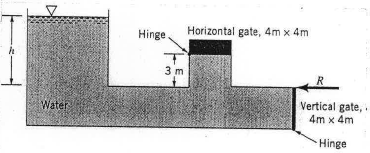 Hinge
Horizontal gate, 4m × 4m
h
3 m
R
Water
Vertical gate,
4m × 4m
Hinge